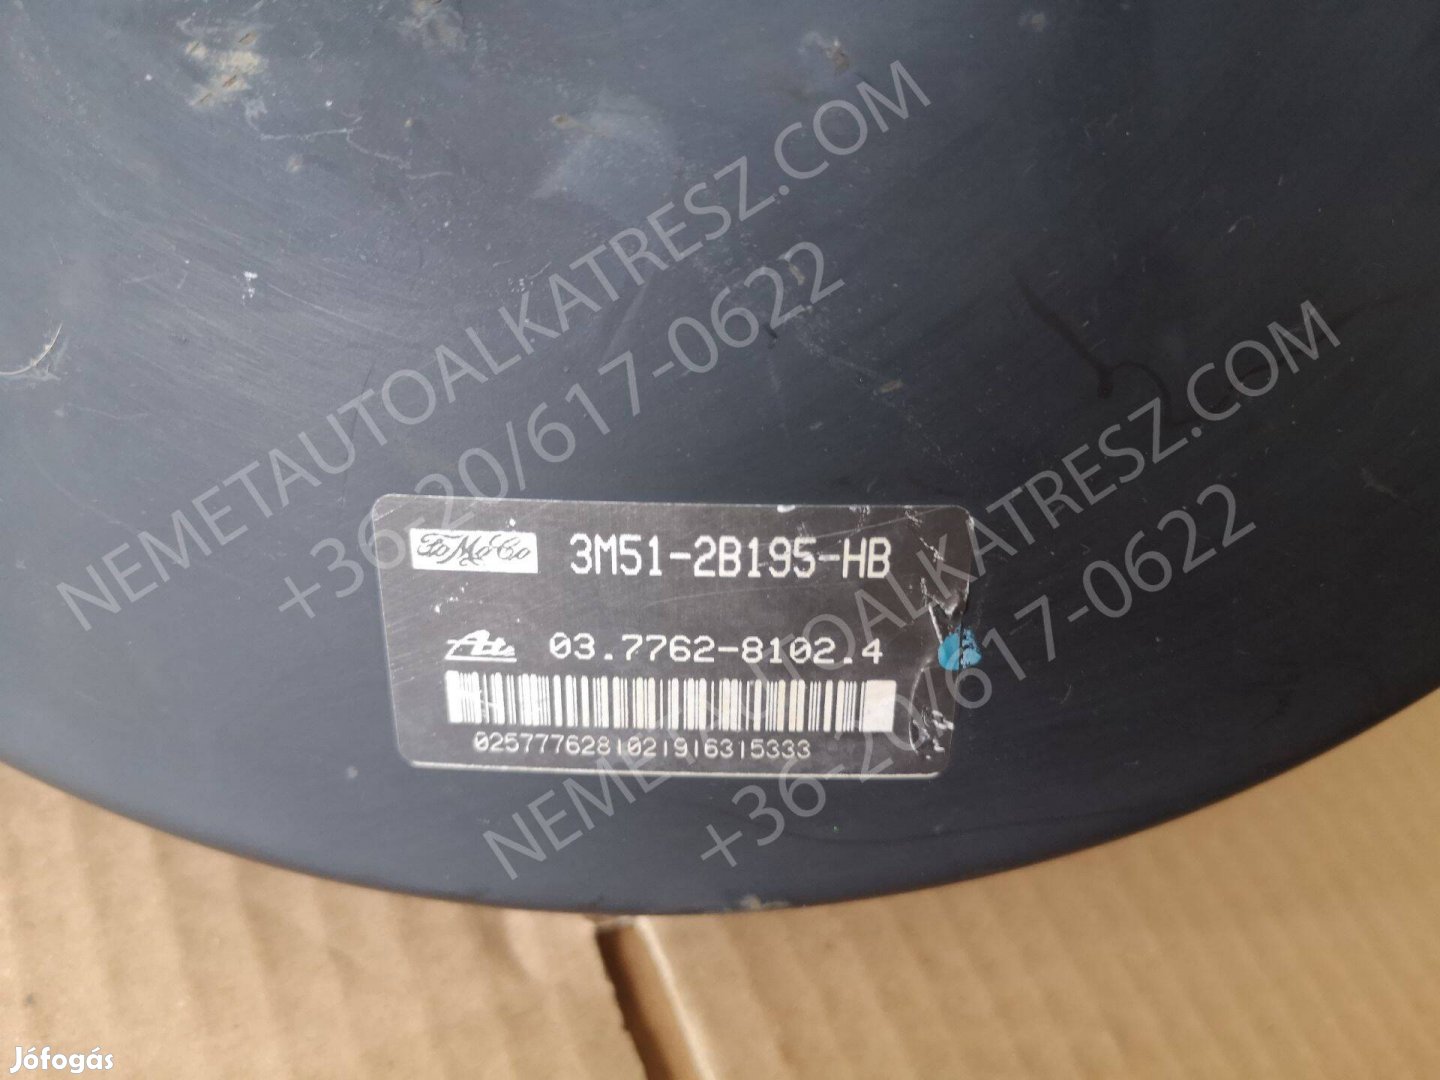 NEMETAUTOALKATRESZ.COM
+36-20/617-0622
NEMETAUTOALKATRESZ.COM
+36-20/617-0622
FoMoCo 3M51-2B195-HB
Ate 03.7762-8102.4
0257776281021916315333
Jófogás